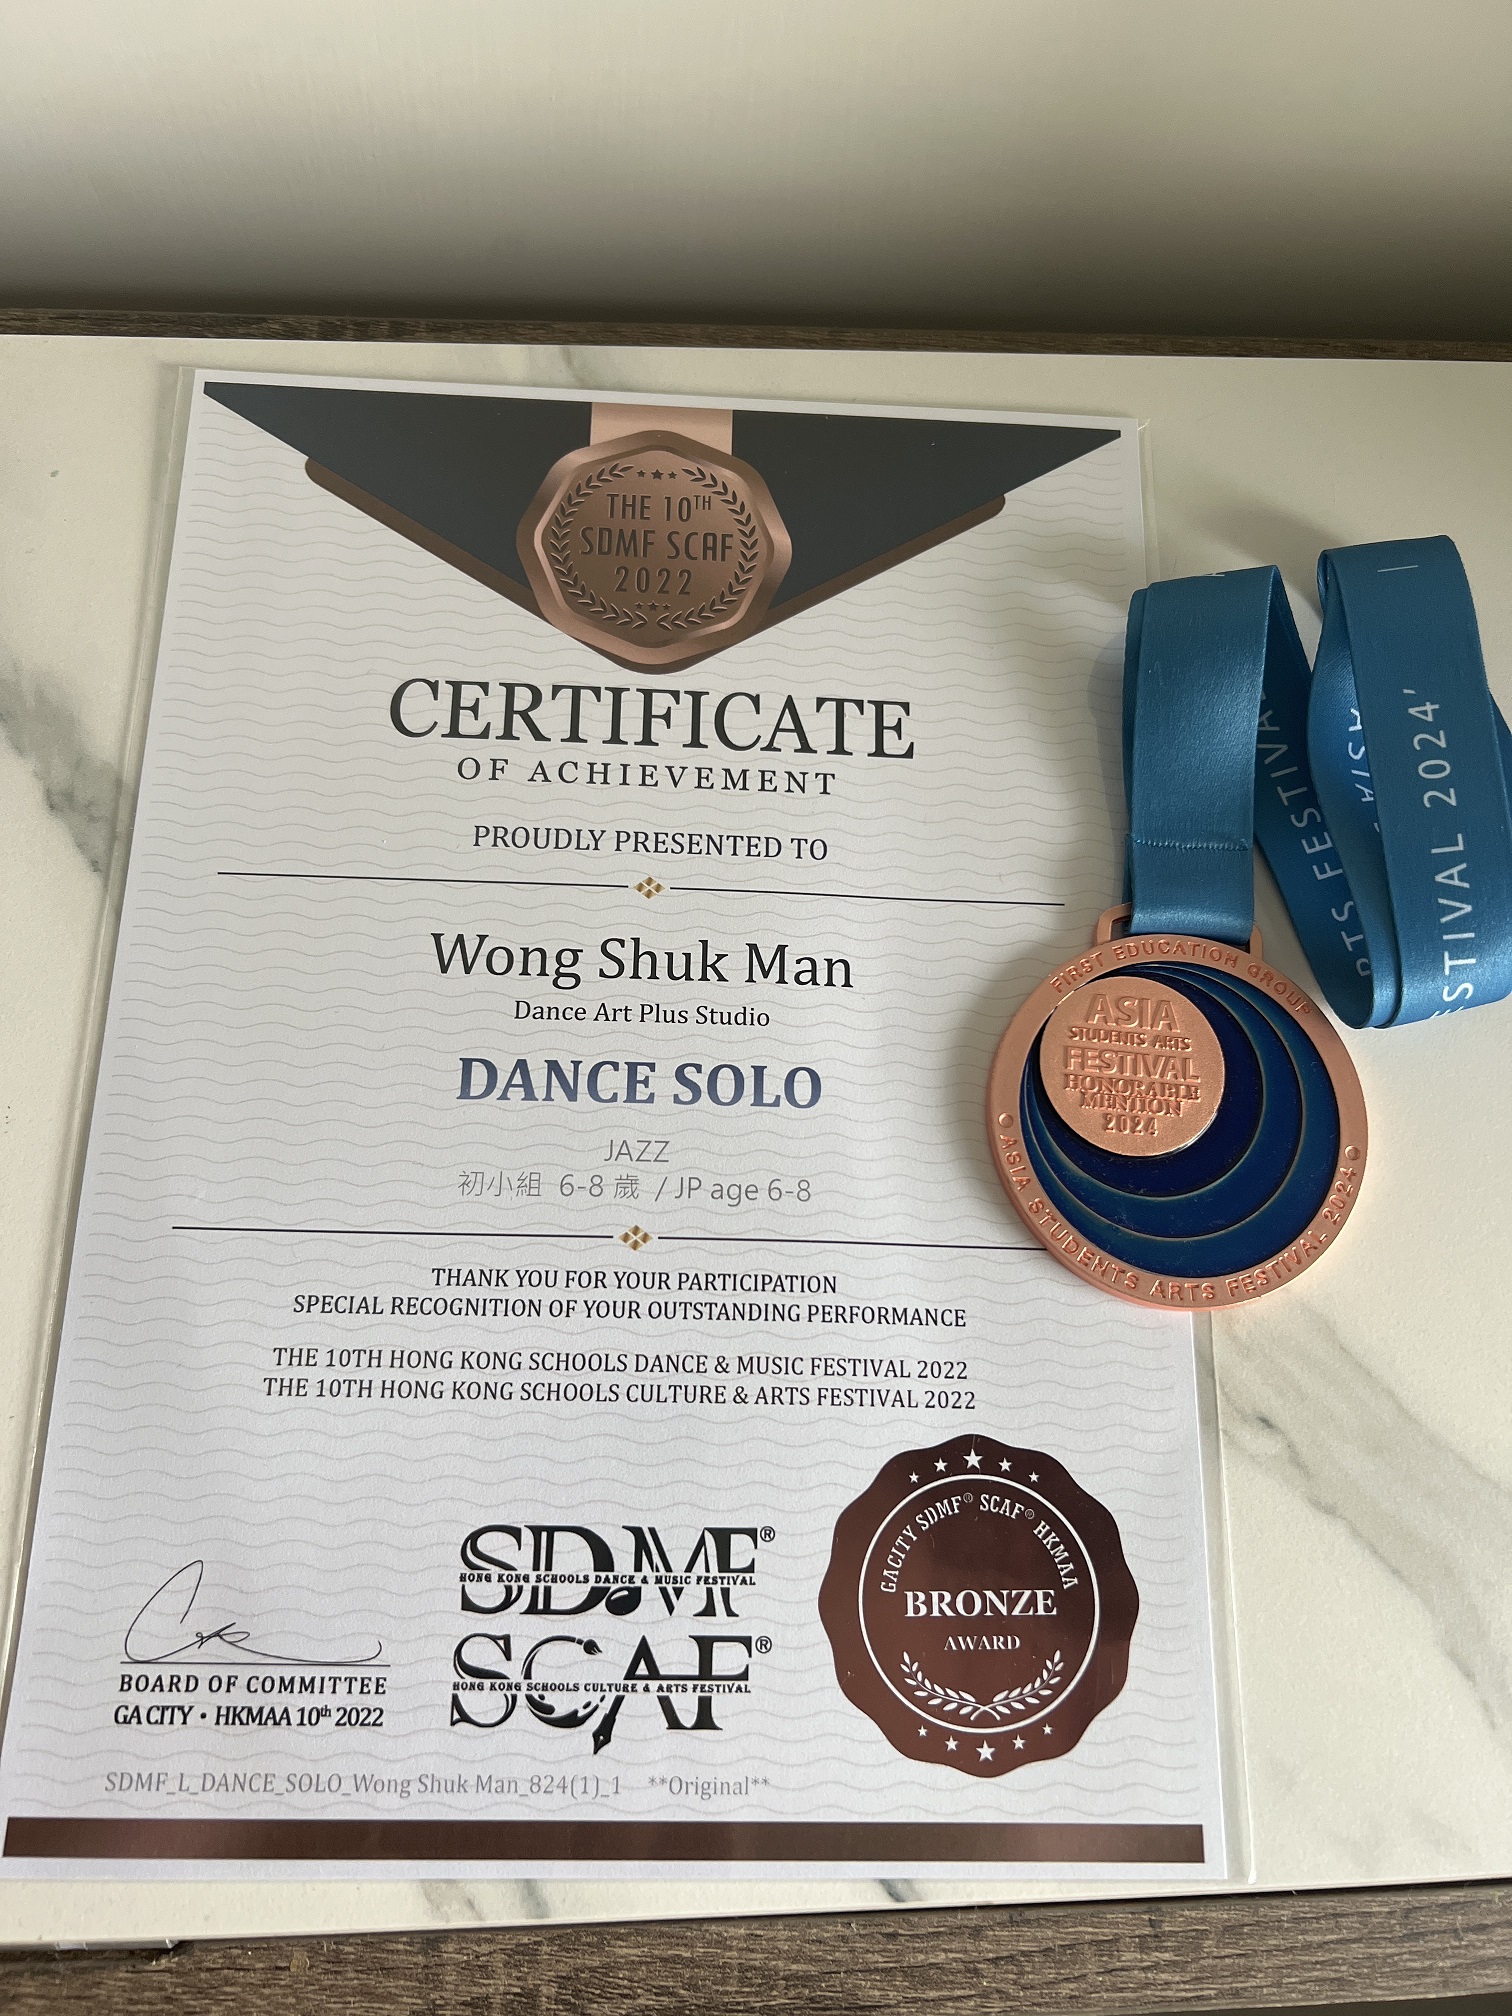 THE 10TH
SDMF SCAF
2022
CERTIFICATE
OF ACHIEVEMENT
PROUDLY PRESENTED TO
Wong Shuk Man
Dance Art Plus Studio
DANCE SOLO
JAZZ
初小組 6-8 歲 / JP age 6-8
THANK YOU FOR YOUR PARTICIPATION
SPECIAL RECOGNITION OF YOUR OUTSTANDING PERFORMANCE
THE 10TH HONG KONG SCHOOLS DANCE & MUSIC FESTIVAL 2022
THE 10TH HONG KONG SCHOOLS CULTURE & ARTS FESTIVAL 2022
BOARD OF COMMITTEE
GA CITY • HKMAA 10th 2022
SDMF®
HONG KONG SCHOOLS DANCE & MUSIC FESTIVAL
SCAF®
HONG KONG SCHOOLS CULTURE & ARTS FESTIVAL
GACITY SDMF® SCAF® HKMAA
BRONZE
AWARD
SDMF_L_DANCE_SOLO_Wong Shuk Man_824(1)_1 **Original**
FIRST EDUCATION GROUP
ASIA
STUDENTS ARTS
FESTIVAL
HONORABLE
MENTION
2024
ASIA STUDENTS ARTS FESTIVAL 2024
RTS FESTIVA
ASIA
ESTIVAL 2024'